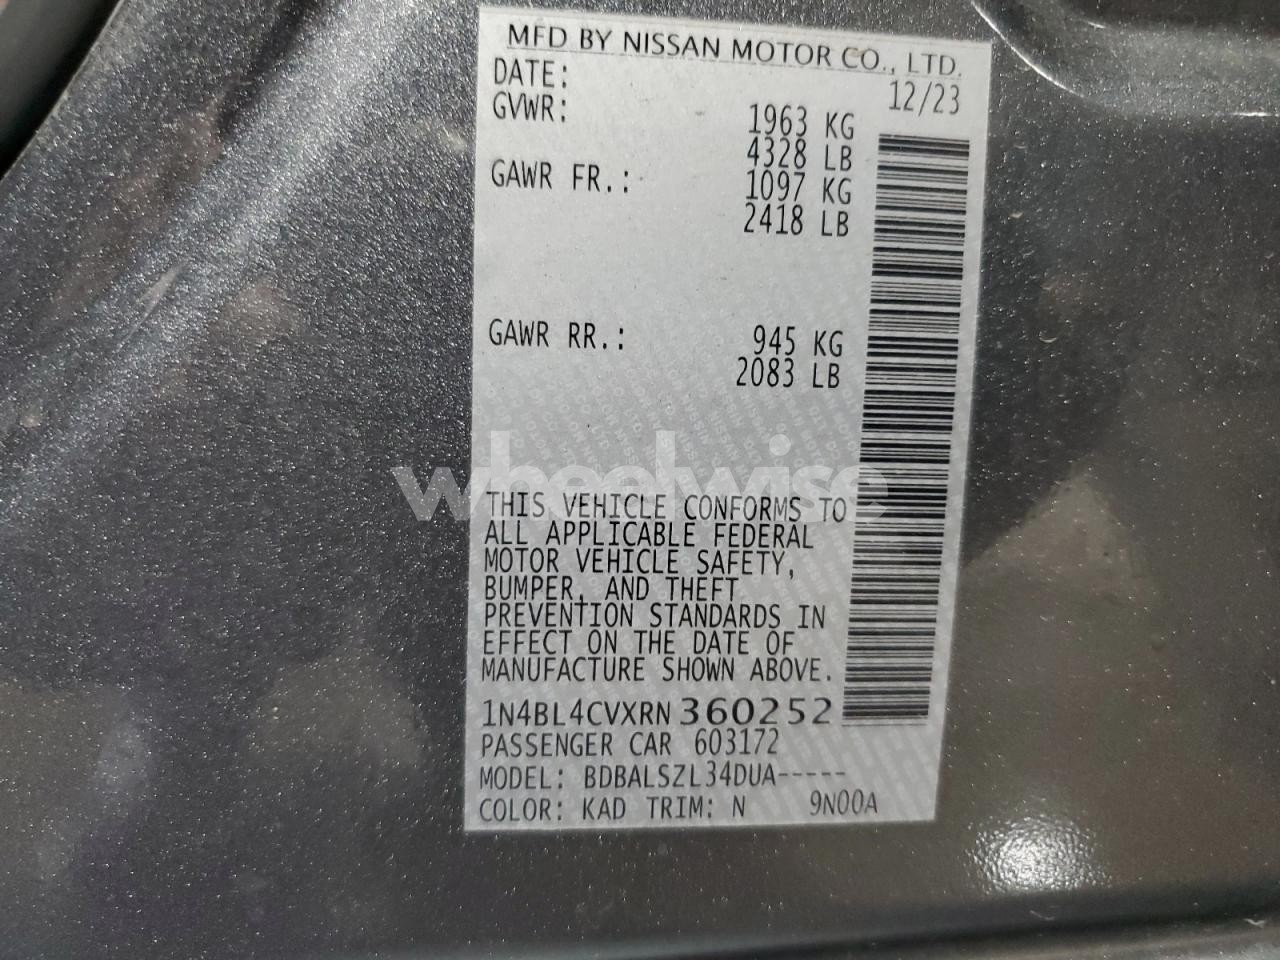 MFD BY NISSAN MOTOR CO., LTD.
DATE: 12/23
GVWR: 1963 KG
4328 LB
GAWR FR.: 1097 KG
2418 LB
GAWR RR.: 945 KG
2083 LB
wheelwise
THIS VEHICLE CONFORMS TO
ALL APPLICABLE FEDERAL
MOTOR VEHICLE SAFETY,
BUMPER, AND THEFT
PREVENTION STANDARDS IN
EFFECT ON THE DATE OF
MANUFACTURE SHOWN ABOVE.
1N4BL4CVXRN360252
PASSENGER CAR 603172
MODEL: BDBALSZL34DUA-----
COLOR: KAD TRIM: N 9N00A